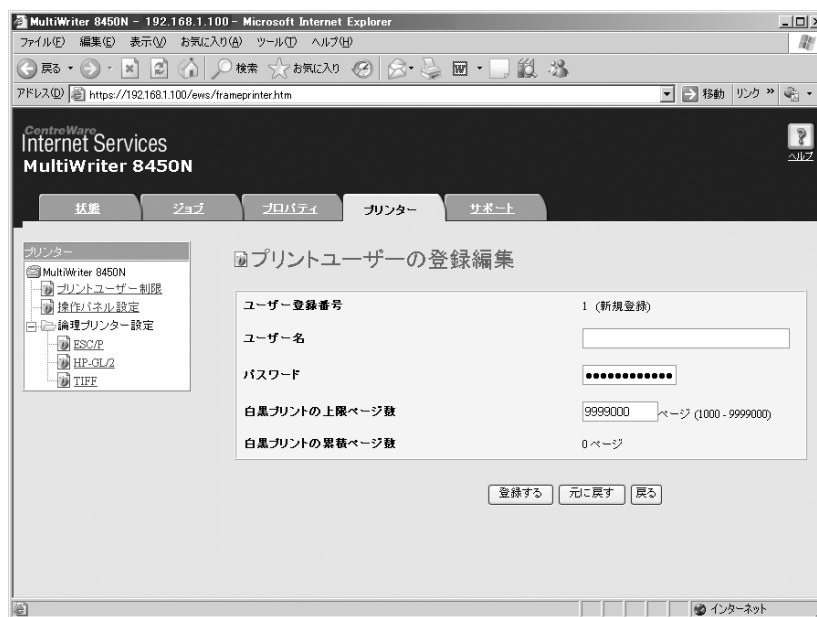 MultiWriter 8450N - 192.168.1.100 - Microsoft Internet Explorer
ファイル(F) 編集(E) 表示(V) お気に入り(A) ツール(T) ヘルプ(H)
戻る 検索 お気に入り
アドレス(D) https://192.168.1.100/ews/frameprinter.htm 移動 リンク »
CentreWare
Internet Services
MultiWriter 8450N
ヘルプ
状態 ジョブ プロパティ プリンター サポート
プリンター
MultiWriter 8450N
プリントユーザー制限
操作パネル設定
論理プリンター設定
ESC/P
HP-GL/2
TIFF
プリントユーザーの登録編集
ユーザー登録番号 1 (新規登録)
ユーザー名
パスワード ●●●●●●●●●●●●
白黒プリントの上限ページ数 9999000 ページ (1000 - 9999000)
白黒プリントの累積ページ数 0 ページ
登録する 元に戻す 戻る
インターネット